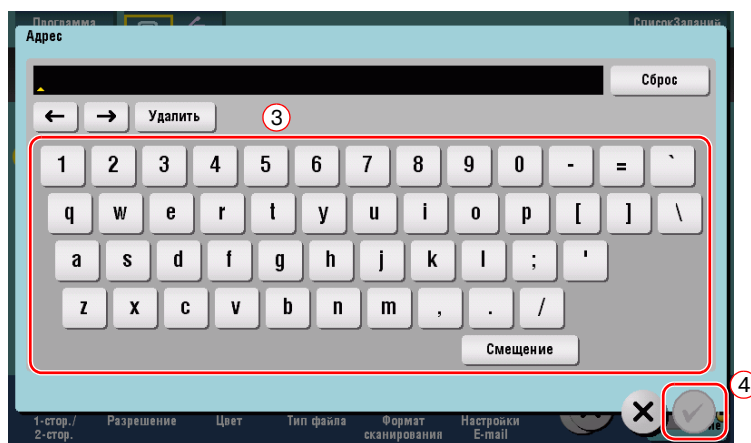 Программа СписокЗаданий
Адрес
Сброс
← → Удалить
3
1 2 3 4 5 6 7 8 9 0 - = `
q w e r t y u i o p [ ] \
a s d f g h j k l ; '
z x c v b n m , . /
Смещение
4
1-стор./
2-стор.
Разрешение
Цвет
Тип файла
Формат
сканирования
Настройки
E-mail